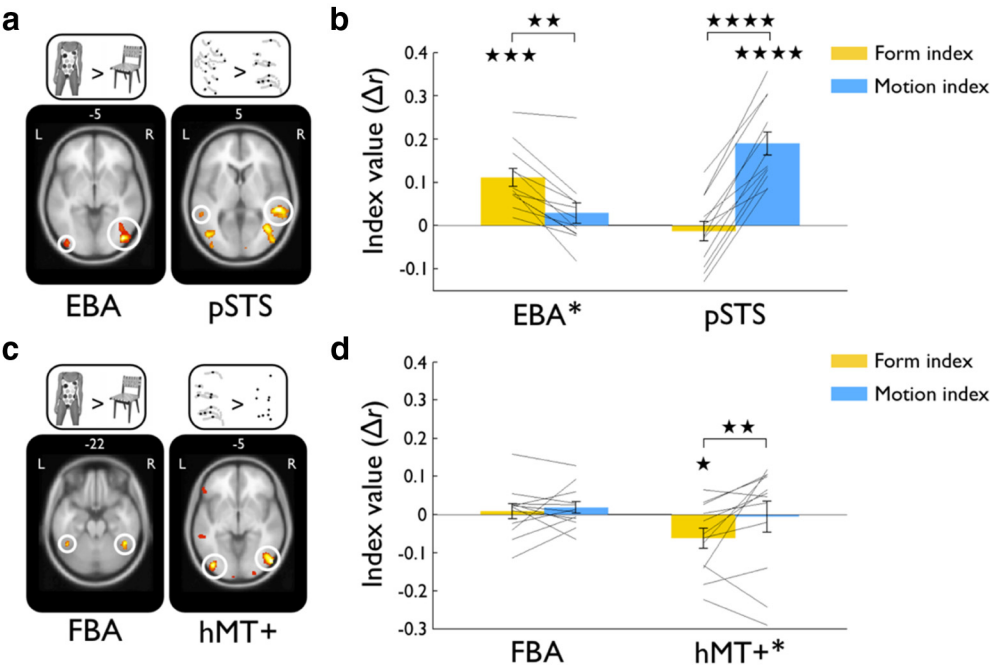 a
>
>
-5
5
L
R
L
R
EBA
pSTS
b
★★
★★★★
★★★
★★★★
Form index
Motion index
Index value (Δr)
0.4
0.3
0.2
0.1
0
-0.1
EBA*
pSTS
c
>
>
-22
-5
L
R
L
R
FBA
hMT+
d
Form index
Motion index
★★
★
Index value (Δr)
0.4
0.3
0.2
0.1
0
-0.1
-0.2
-0.3
FBA
hMT+*